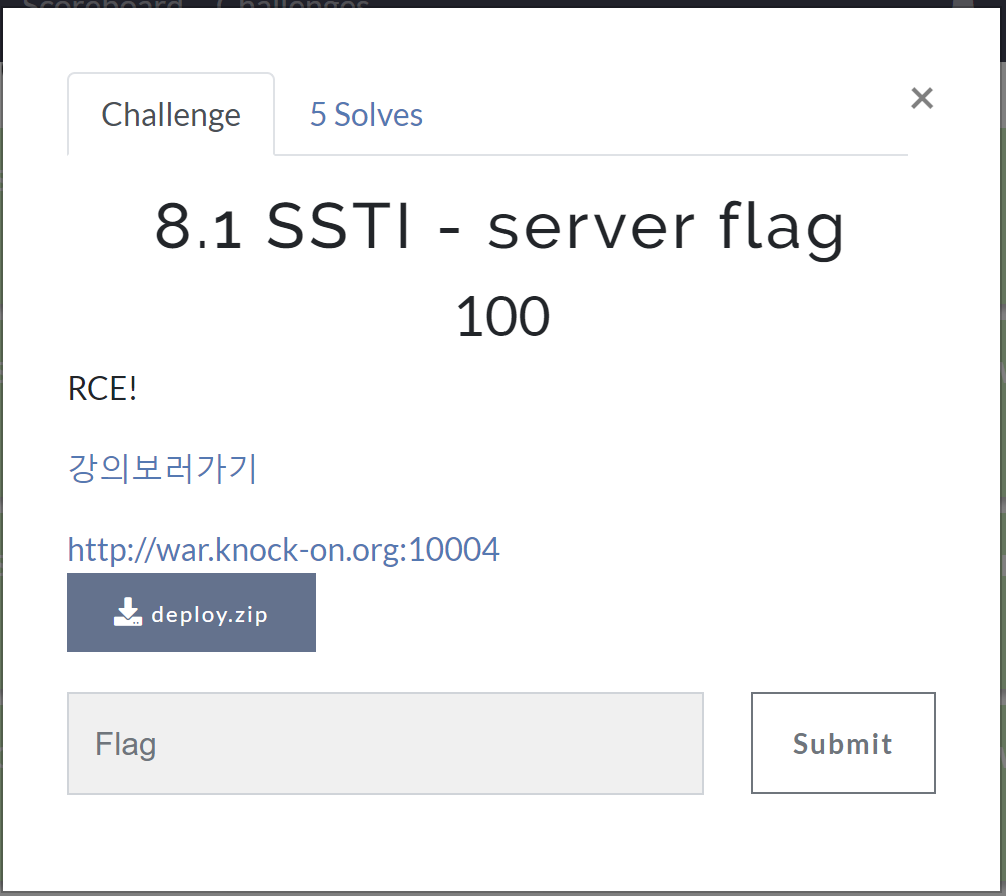 Scoreboard Challenges
Challenge
5 Solves
×
8.1 SSTI - server flag
100
RCE!
강의보러가기
http://war.knock-on.org:10004
deploy.zip
Flag
Submit